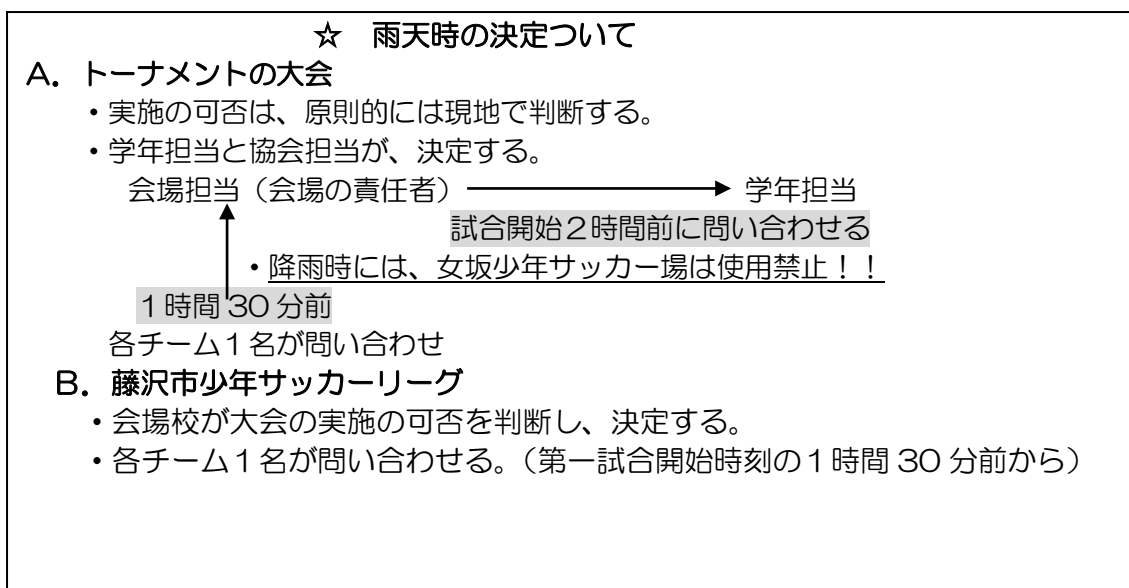 ☆ 雨天時の決定ついて
A．トーナメントの大会
・実施の可否は、原則的には現地で判断する。
・学年担当と協会担当が、決定する。
会場担当（会場の責任者） 学年担当
試合開始２時間前に問い合わせる
・降雨時には、女坂少年サッカー場は使用禁止！！
１時間 30 分前
各チーム１名が問い合わせ
B．藤沢市少年サッカーリーグ
・会場校が大会の実施の可否を判断し、決定する。
・各チーム１名が問い合わせる。（第一試合開始時刻の１時間 30 分前から）